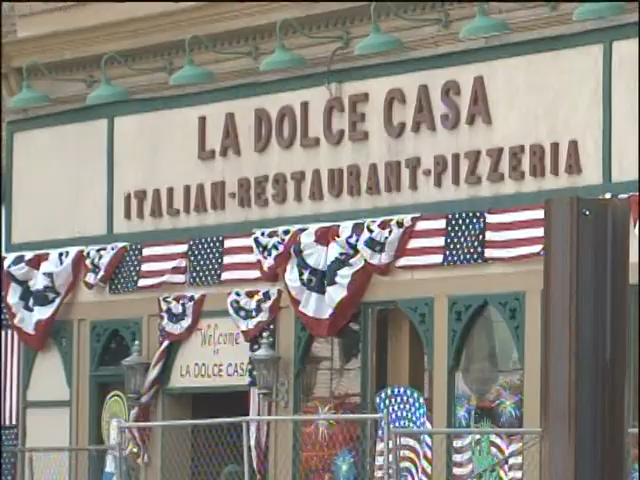 LA DOLCE CASA
ITALIAN-RESTAURANT-PIZZERIA
Welcome
to
LA DOLCE CASA